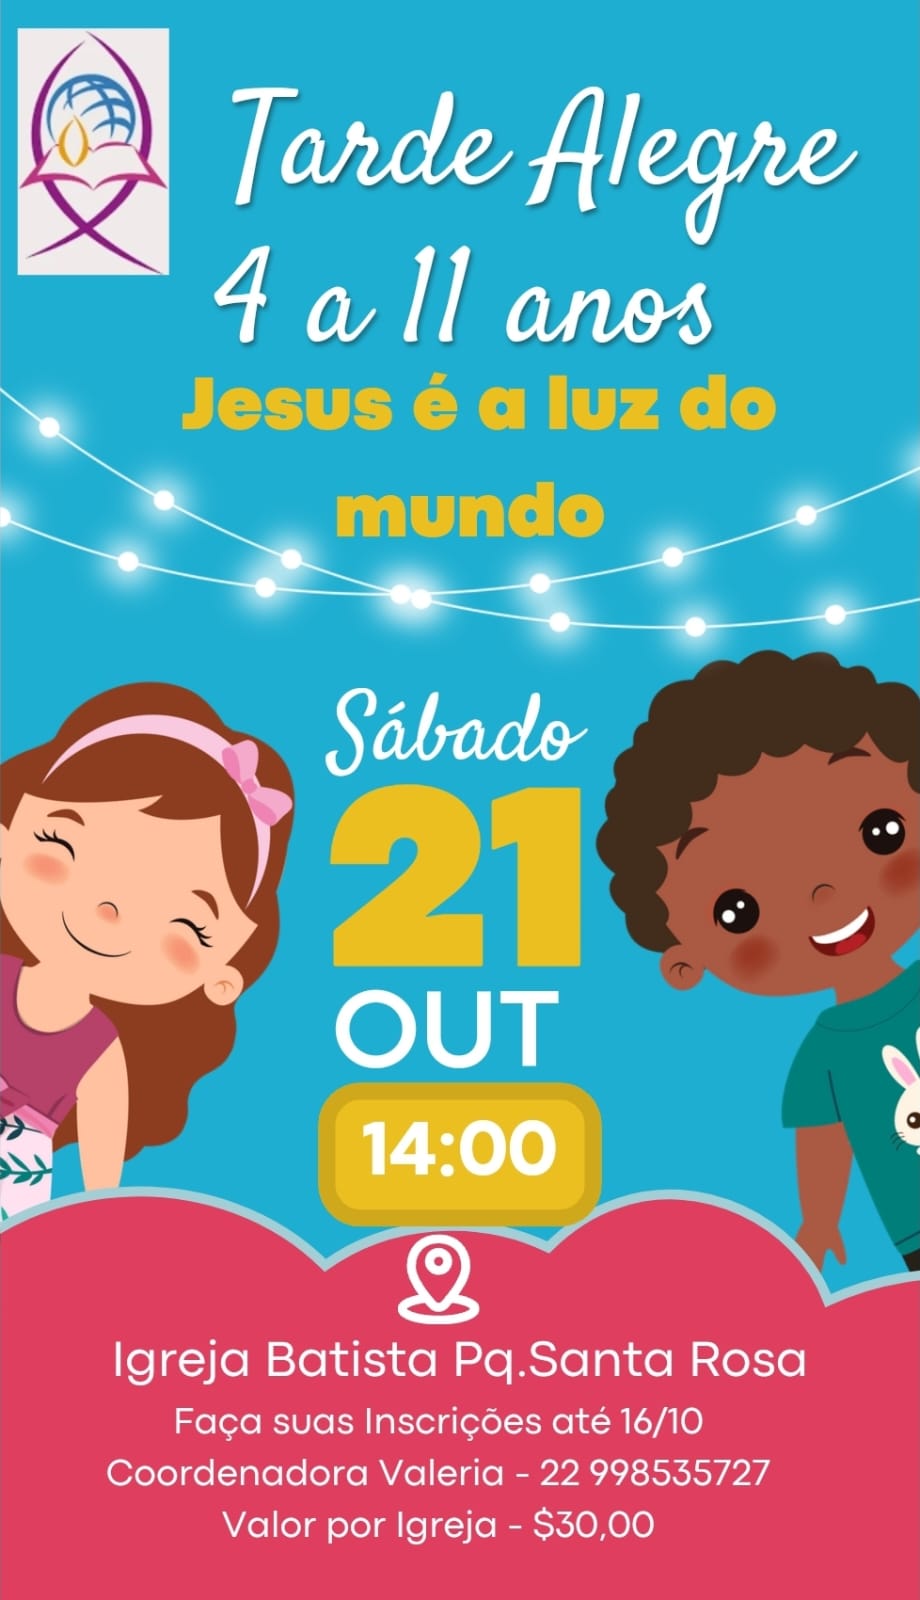 Tarde Alegre
4 a 11 anos
Jesus é a luz do
mundo
Sábado
21
OUT
14:00
Igreja Batista Pq.Santa Rosa
Faça suas Inscrições até 16/10
Coordenadora Valeria - 22 998535727
Valor por Igreja - $30,00